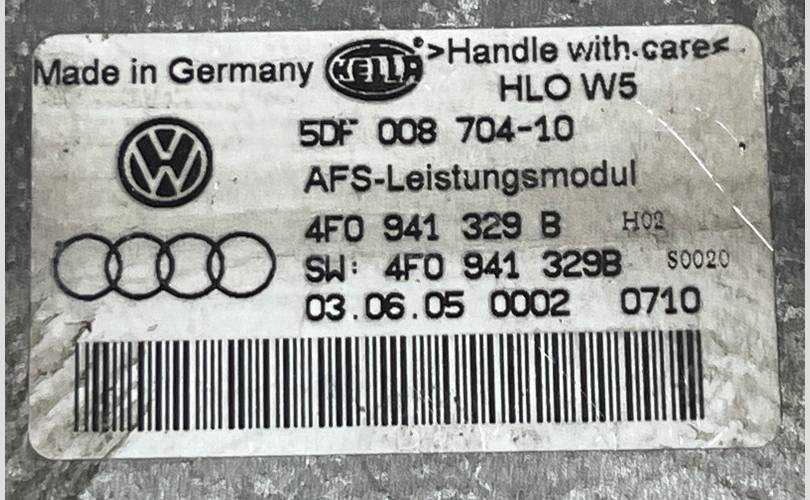 Made in Germany HELLA >Handle with care<
HLO W5
5DF 008 704-10
AFS-Leistungsmodul
4F0 941 329 B H02
SW: 4F0 941 329B S0020
03.06.05 0002 0710